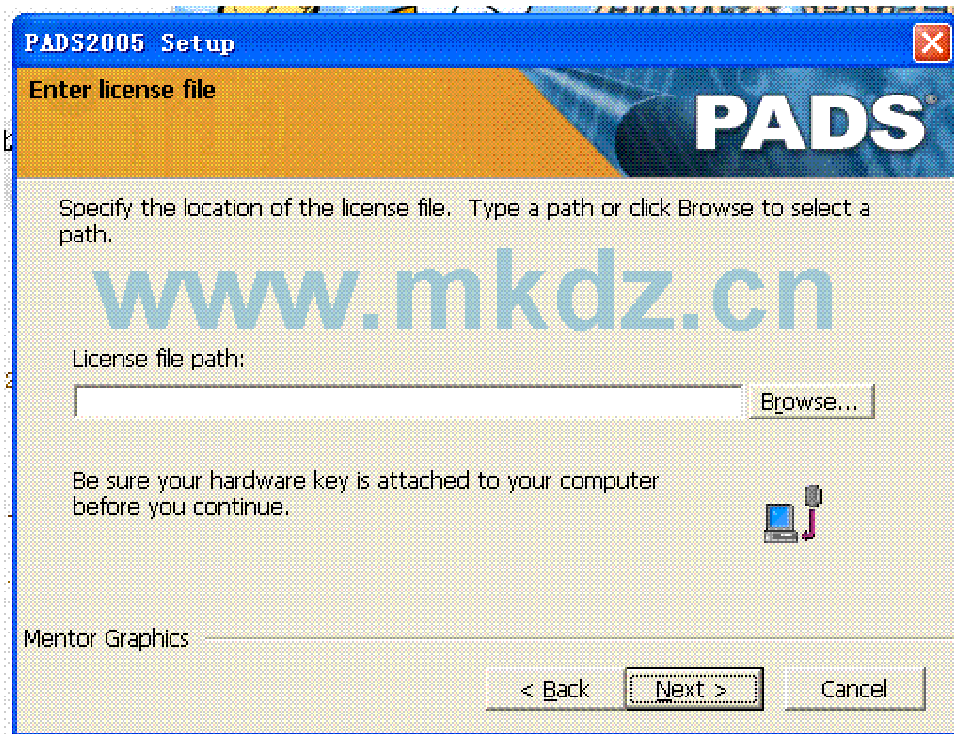 PADS2005 Setup
Enter license file
PADS®
Specify the location of the license file. Type a path or click Browse to select a
path.
www.mkdz.cn
License file path:
Browse...
Be sure your hardware key is attached to your computer
before you continue.
Mentor Graphics
< Back
Next >
Cancel